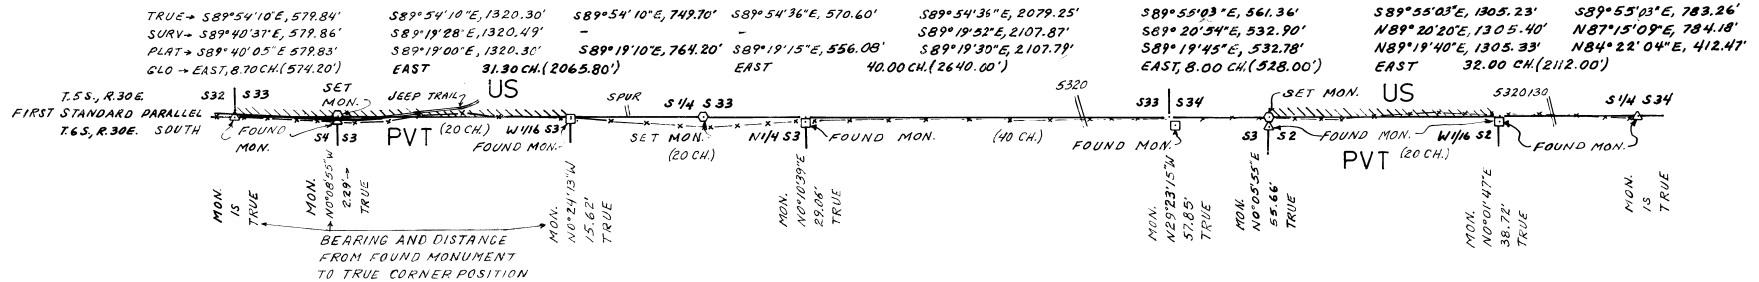 TRUE→ S89°54'10"E, 579.84' S89°54'10"E, 1320.30' S89°54'10"E, 749.70' S89°54'36"E, 570.60' S89°54'36"E, 2079.25' S89°55'03"E, 561.36' S89°55'03"E, 1305.23' S89°55'03"E, 783.26'
SURV→ S89°40'37"E, 579.86' S89°19'28"E, 1320.49' - - S89°19'52"E, 2107.87' S89°20'54"E, 532.90' N89°20'20"E, 1305.40' N87°15'09"E, 784.18'
PLAT→ S89°40'05"E 579.83' S89°19'00"E, 1320.30' S89°19'10"E, 764.20' S89°19'15"E, 556.08' S89°19'30"E, 2107.79' S89°19'45"E, 532.78' N89°19'40"E, 1305.33' N84°22'04"E, 412.47'
GLO→ EAST, 8.70 CH. (574.20') EAST 31.30 CH. (2065.80') EAST 40.00 CH. (2640.00') EAST, 8.00 CH. (528.00') EAST 32.00 CH. (2112.00')
T.5 S., R.30 E. S32 S33 SET MON. JEEP TRAIL US SPUR S 1/4 S 33 5320 S33 S34 SET MON. US 5320130 S 1/4 S34
FIRST STANDARD PARALLEL
T.6 S., R.30E. SOUTH FOUND MON. S4 S3 PVT (20 CH.) W1/16 S3 FOUND MON. SET MON. (20 CH.) N1/4 S3 FOUND MON. (40 CH.) FOUND MON. S3 S2 FOUND MON. PVT (20 CH.) W1/16 S2 FOUND MON.
MON. IS TRUE
MON. N0°08'55"W 2.29'→ TRUE
MON. N0°24'13"W 15.62' TRUE
MON. N0°10'39"E 29.06' TRUE
MON. N29°23'15"W 57.85' TRUE
MON. N0°05'55"E 55.66' TRUE
MON. N0°01'47"E 38.72' TRUE
MON. IS TRUE
BEARING AND DISTANCE
FROM FOUND MONUMENT
TO TRUE CORNER POSITION